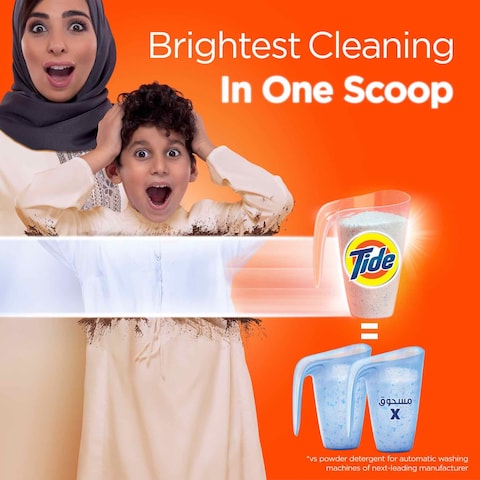 Brightest Cleaning
In One Scoop
Tide
=
مسحوق
X
*vs powder detergent for automatic washing
machines of next-leading manufacturer